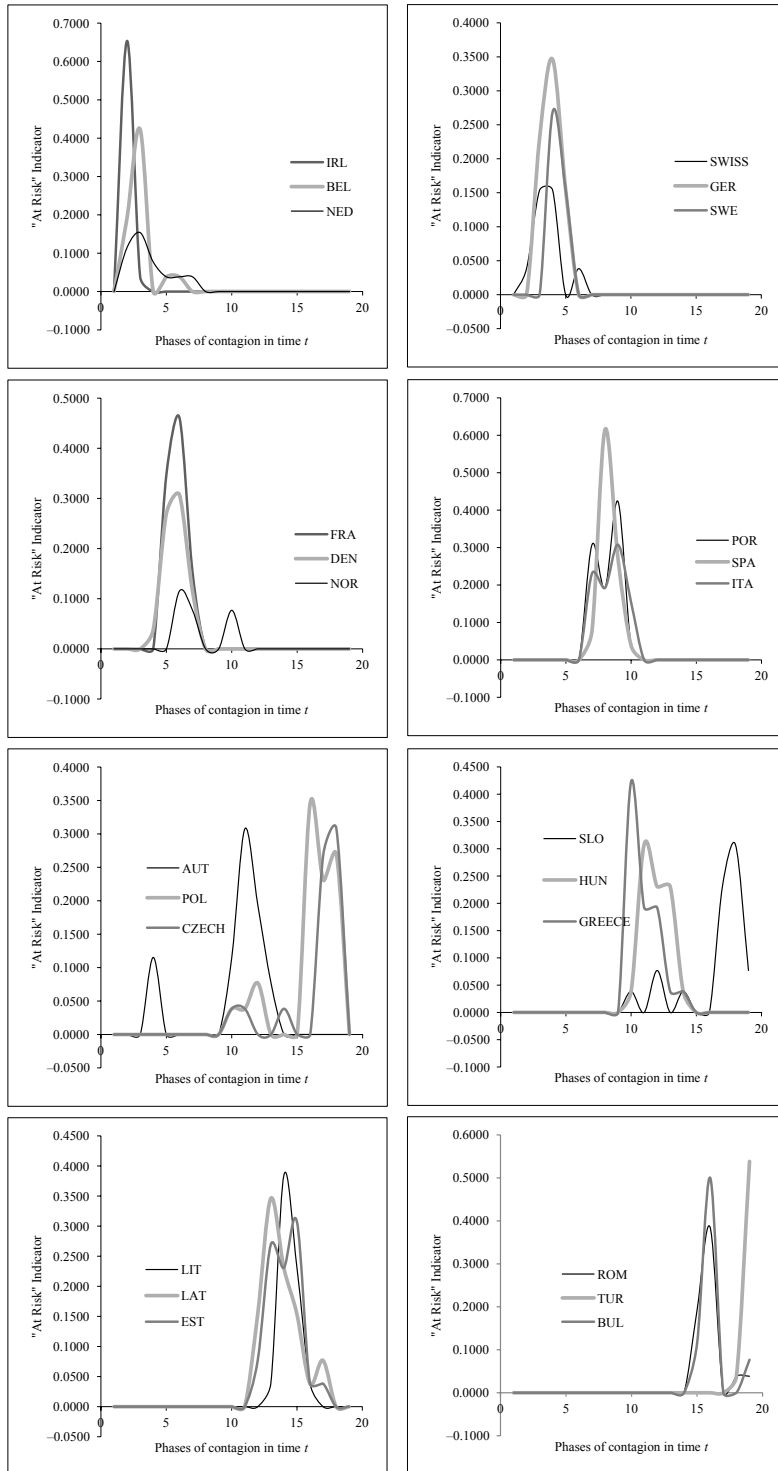 0.7000
0.6000
0.5000
0.4000
0.3000
0.2000
0.1000
0.0000
–0.1000
"At Risk" Indicator
IRL
BEL
NED
0 5 10 15 20
Phases of contagion in time t
0.4000
0.3500
0.3000
0.2500
0.2000
0.1500
0.1000
0.0500
0.0000
–0.0500
"At Risk" Indicator
SWISS
GER
SWE
0 5 10 15 20
Phases of contagion in time t
0.5000
0.4000
0.3000
0.2000
0.1000
0.0000
–0.1000
"At Risk" Indicator
FRA
DEN
NOR
0 5 10 15 20
Phases of contagion in time t
0.7000
0.6000
0.5000
0.4000
0.3000
0.2000
0.1000
0.0000
–0.1000
"At Risk" Indicator
POR
SPA
ITA
0 5 10 15 20
Phases of contagion in time t
0.4000
0.3500
0.3000
0.2500
0.2000
0.1500
0.1000
0.0500
0.0000
–0.0500
"At Risk" Indicator
AUT
POL
CZECH
0 5 10 15 20
Phases of contagion in time t
0.4500
0.4000
0.3500
0.3000
0.2500
0.2000
0.1500
0.1000
0.0500
0.0000
–0.0500
–0.1000
"At Risk" Indicator
SLO
HUN
GREECE
0 5 10 15 20
Phases of contagion in time t
0.4500
0.4000
0.3500
0.3000
0.2500
0.2000
0.1500
0.1000
0.0500
0.0000
–0.0500
"At Risk" Indicator
LIT
LAT
EST
0 5 10 15 20
Phases of contagion in time t
0.6000
0.5000
0.4000
0.3000
0.2000
0.1000
0.0000
–0.1000
"At Risk" Indicator
ROM
TUR
BUL
0 5 10 15 20
Phases of contagion in time t